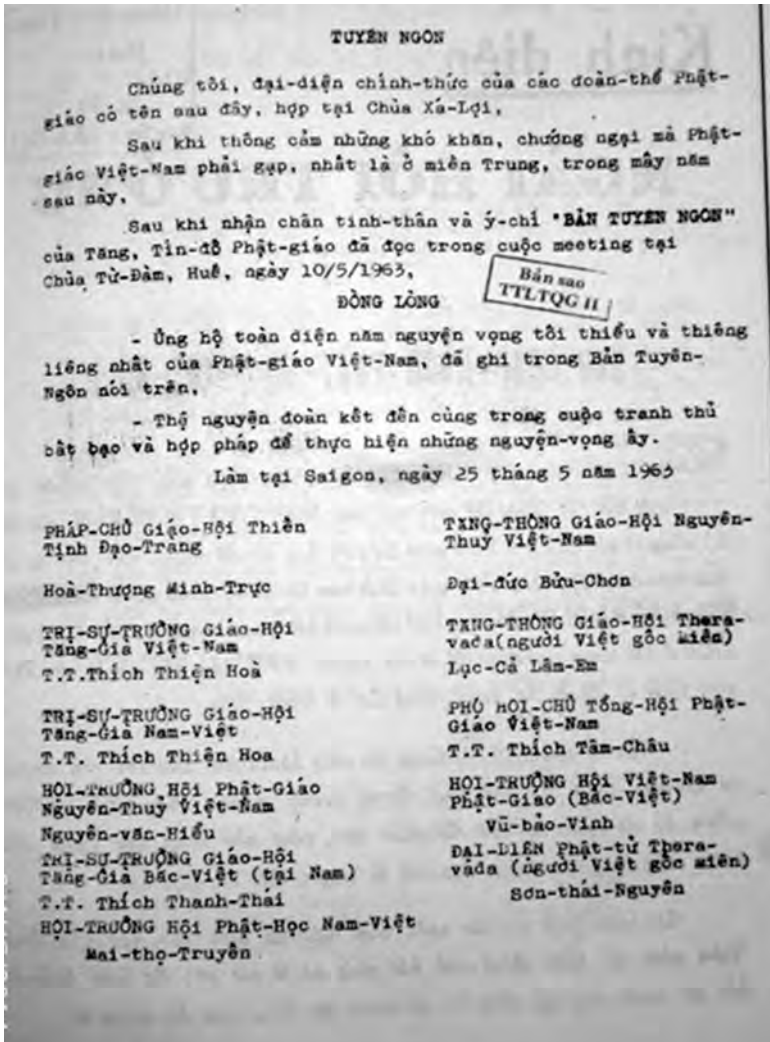 TUYÊN NGÔN
Chúng tôi, đại-diện chính-thức của các đoàn-thể Phật-
giáo có tên sau đây, họp tại Chùa Xá-Lợi,
Sau khi thông cảm những khó khăn, chướng ngại mà Phật-
giáo Việt-Nam phải gặp, nhất là ở miền Trung, trong mấy năm
sau này,
Sau khi nhận chân tinh-thần và ý-chí "BẢN TUYÊN NGÔN"
của Tăng, Tín-đồ Phật-giáo đã đọc trong cuộc meeting tại
Chùa Từ-Đàm, Huế, ngày 10/5/1963,
Bản sao
TTLTQG II
ĐỒNG LÒNG
- Ủng hộ toàn diện năm nguyện vọng tối thiểu và thiêng
liêng nhất của Phật-giáo Việt-Nam, đã ghi trong Bản Tuyên-
Ngôn nói trên,
- Thệ nguyện đoàn kết đến cùng trong cuộc tranh thủ
bất bạo và hợp pháp để thực hiện những nguyện-vọng ấy.
Làm tại Saigon, ngày 25 tháng 5 năm 1963
PHÁP-CHỦ Giáo-Hội Thiền
Tịnh Đạo-Tràng
Hoà-Thượng Minh-Trực
TRỊ-SỰ-TRƯỞNG Giáo-Hội
Tăng-Già Việt-Nam
T.T.Thích Thiện Hoà
TRỊ-SỰ-TRƯỞNG Giáo-Hội
Tăng-Già Nam-Việt
T.T. Thích Thiện Hoa
HỘI-TRƯỞNG Hội Phật-Giáo
Nguyên-Thuỷ Việt-Nam
Nguyễn-văn-Hiểu
TRỊ-SỰ-TRƯỞNG Giáo-Hội
Tăng-Già Bắc-Việt (tại Nam)
T.T. Thích Thanh-Thái
HỘI-TRƯỞNG Hội Phật-Học Nam-Việt
Mai-thọ-Truyền
TĂNG-THỐNG Giáo-Hội Nguyên-
Thuỷ Việt-Nam
Đại-đức Bửu-Chơn
TĂNG-THỐNG Giáo-Hội Thera-
vada(người Việt gốc miên)
Lục-Cả Lâm-Em
PHÓ HỘI-CHỦ Tổng-Hội Phật-
Giáo Việt-Nam
T.T. Thích Tâm-Châu
HỘI-TRƯỞNG Hội Việt-Nam
Phật-Giáo (Bắc-Việt)
Vũ-bảo-Vinh
ĐẠI-DIỆN Phật-tử Thera-
vada (người Việt gốc miên)
Sơn-thái-Nguyên